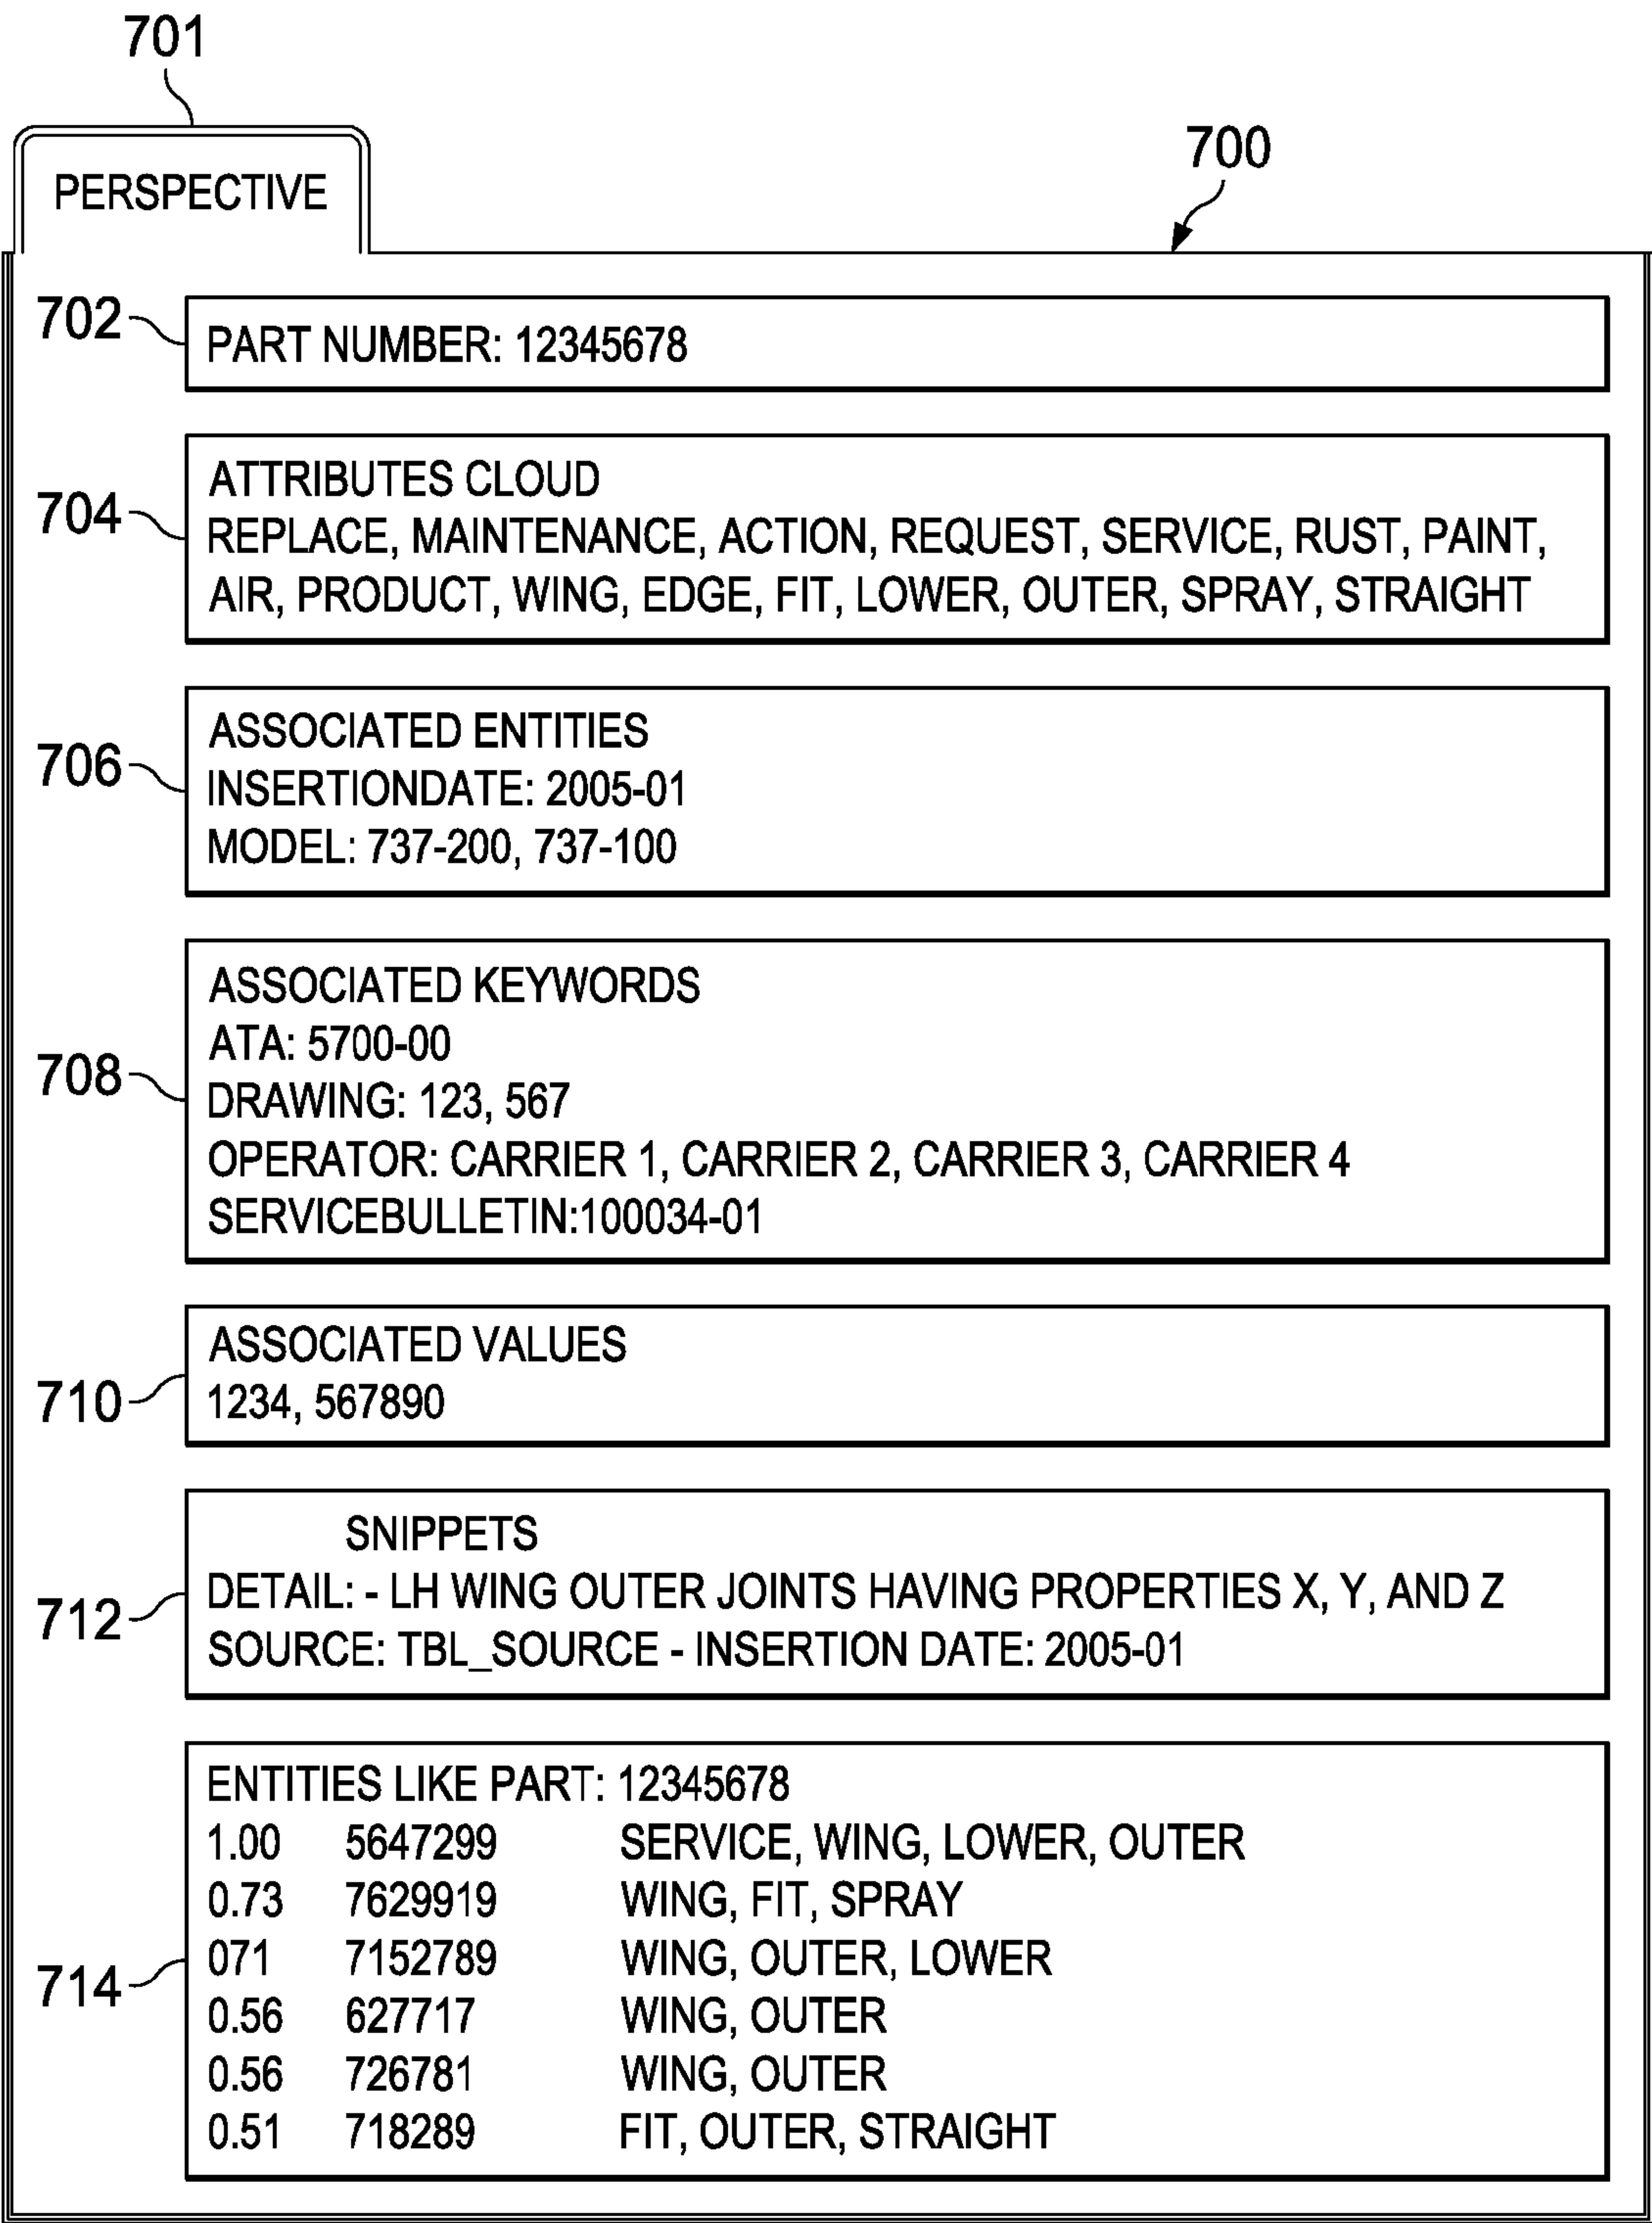 701
700
PERSPECTIVE
702
PART NUMBER: 12345678
704
ATTRIBUTES CLOUD
REPLACE, MAINTENANCE, ACTION, REQUEST, SERVICE, RUST, PAINT,
AIR, PRODUCT, WING, EDGE, FIT, LOWER, OUTER, SPRAY, STRAIGHT
706
ASSOCIATED ENTITIES
INSERTIONDATE: 2005-01
MODEL: 737-200, 737-100
708
ASSOCIATED KEYWORDS
ATA: 5700-00
DRAWING: 123, 567
OPERATOR: CARRIER 1, CARRIER 2, CARRIER 3, CARRIER 4
SERVICEBULLETIN:100034-01
710
ASSOCIATED VALUES
1234, 567890
712
SNIPPETS
DETAIL: - LH WING OUTER JOINTS HAVING PROPERTIES X, Y, AND Z
SOURCE: TBL_SOURCE - INSERTION DATE: 2005-01
714
ENTITIES LIKE PART: 12345678
1.00 5647299 SERVICE, WING, LOWER, OUTER
0.73 7629919 WING, FIT, SPRAY
071 7152789 WING, OUTER, LOWER
0.56 627717 WING, OUTER
0.56 726781 WING, OUTER
0.51 718289 FIT, OUTER, STRAIGHT